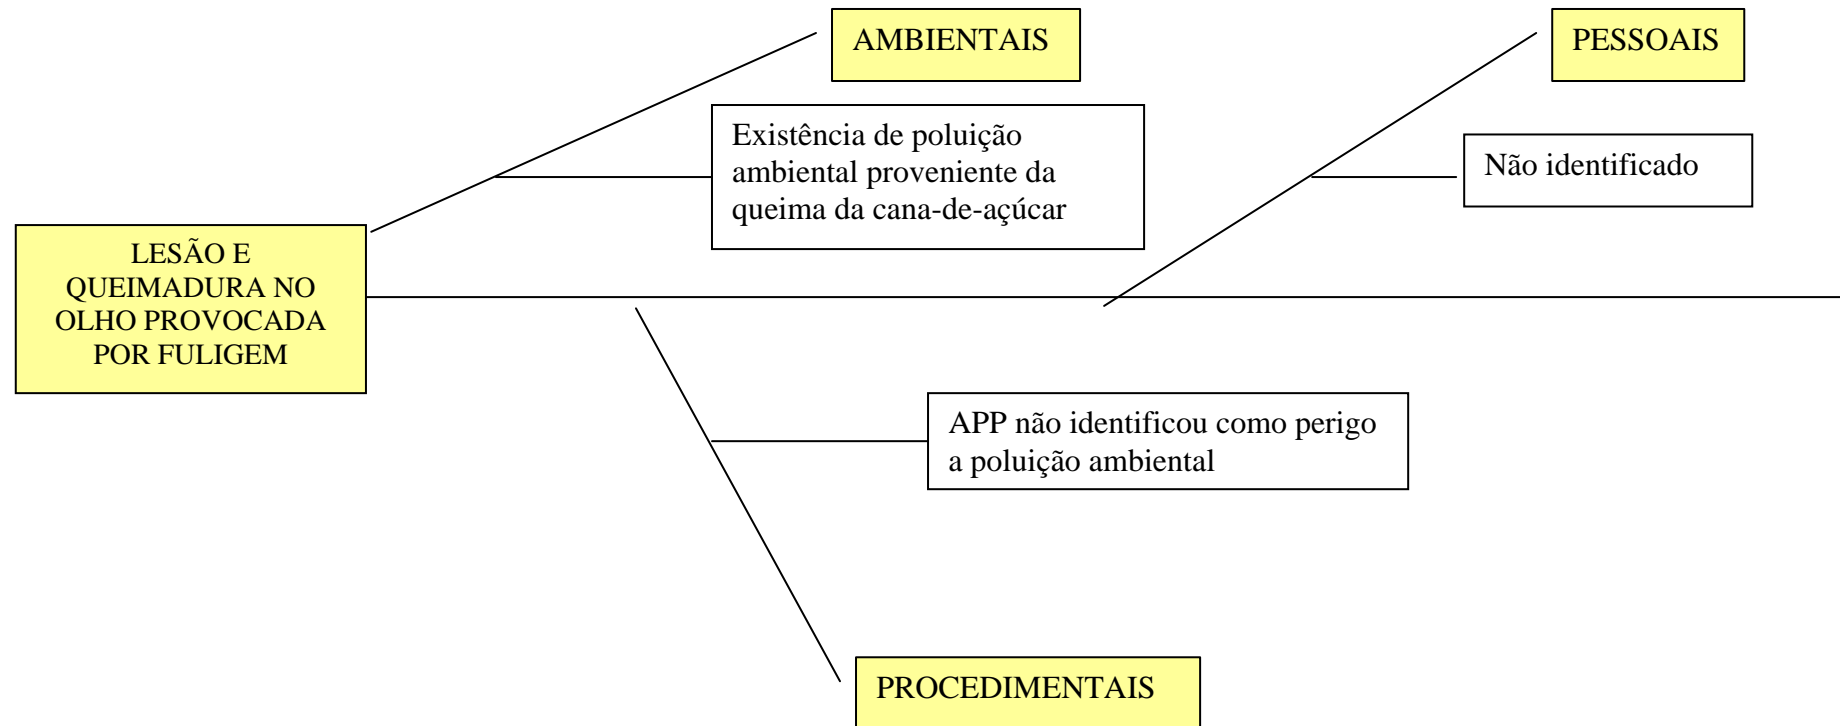 AMBIENTAIS
PESSOAIS
Existência de poluição
ambiental proveniente da
queima da cana-de-açúcar
Não identificado
LESÃO E
QUEIMADURA NO
OLHO PROVOCADA
POR FULIGEM
APP não identificou como perigo
a poluição ambiental
PROCEDIMENTAIS